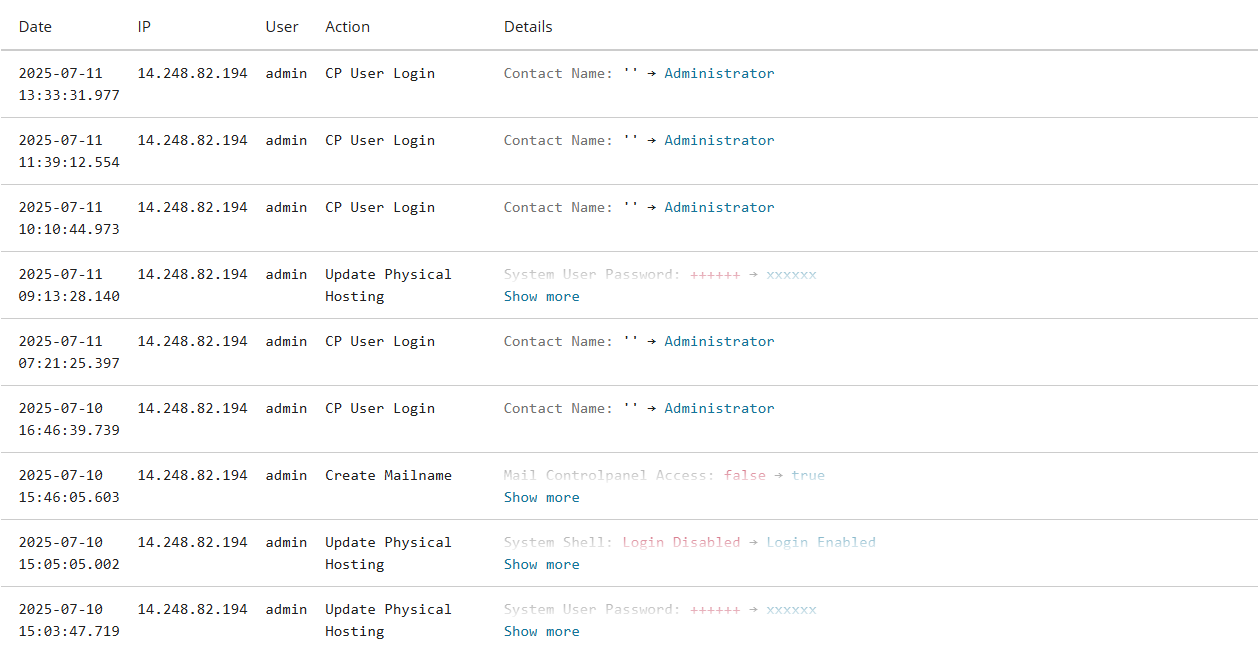 Date IP User Action Details
2025-07-11 14.248.82.194 admin CP User Login Contact Name: '' → Administrator
13:33:31.977
2025-07-11 14.248.82.194 admin CP User Login Contact Name: '' → Administrator
11:39:12.554
2025-07-11 14.248.82.194 admin CP User Login Contact Name: '' → Administrator
10:10:44.973
2025-07-11 14.248.82.194 admin Update Physical System User Password: ++++++ → xxxxxx
09:13:28.140 Hosting Show more
2025-07-11 14.248.82.194 admin CP User Login Contact Name: '' → Administrator
07:21:25.397
2025-07-10 14.248.82.194 admin CP User Login Contact Name: '' → Administrator
16:46:39.739
2025-07-10 14.248.82.194 admin Create Mailname Mail Controlpanel Access: false → true
15:46:05.603 Show more
2025-07-10 14.248.82.194 admin Update Physical System Shell: Login Disabled → Login Enabled
15:05:05.002 Hosting Show more
2025-07-10 14.248.82.194 admin Update Physical System User Password: ++++++ → xxxxxx
15:03:47.719 Hosting Show more